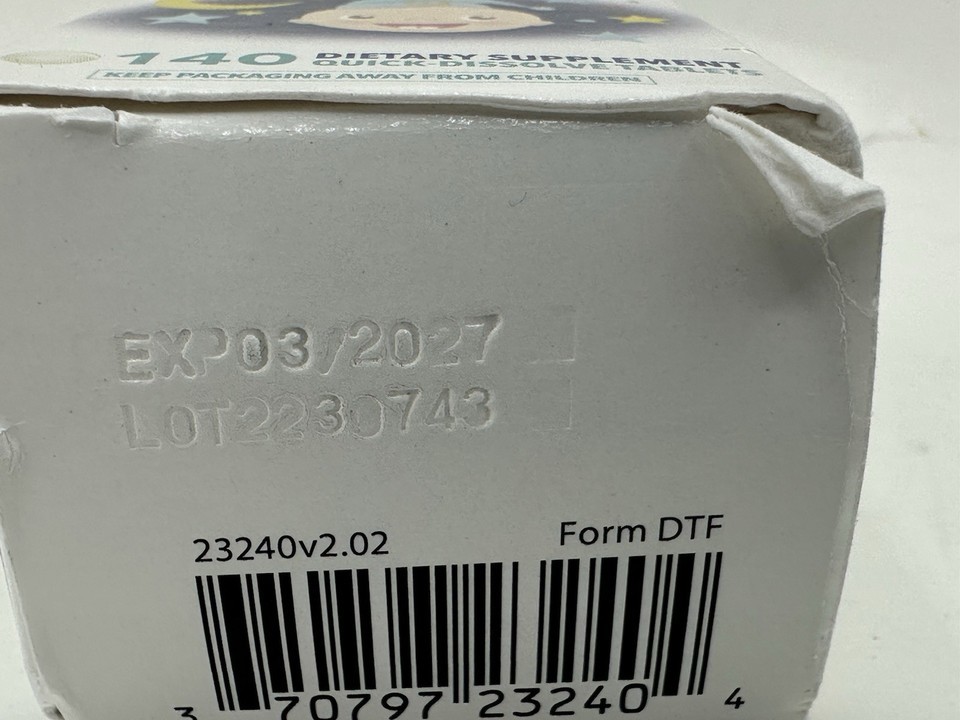 140 DIETARY SUPPLEMENT
QUICK-DISSOLVING TABLETS
KEEP PACKAGING AWAY FROM CHILDREN
EXP03/2027
LOT2230743
23240v2.02
Form DTF
3 70797 23240 4